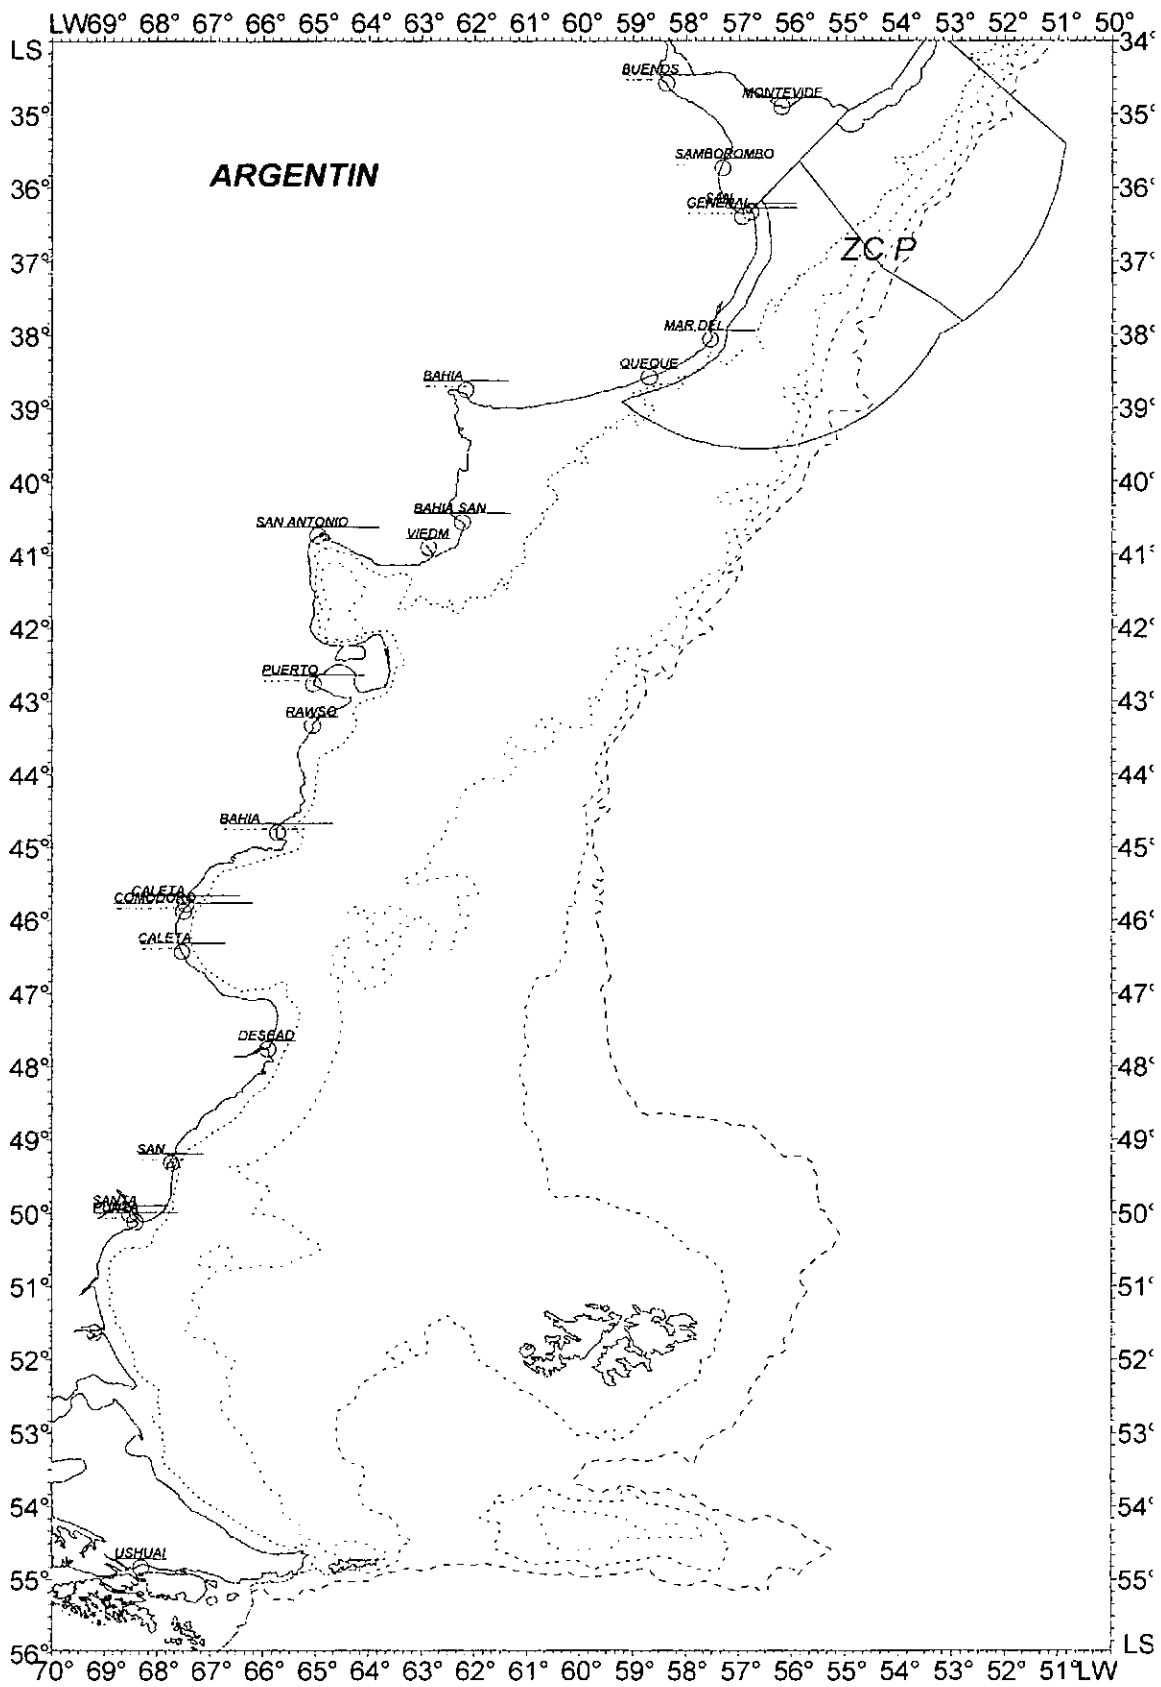 LW69° 68° 67° 66° 65° 64° 63° 62° 61° 60° 59° 58° 57° 56° 55° 54° 53° 52° 51° 50°
LS
34°
BUENOS
MONTEVIDE
35°
35°
SAMBOROMBO
ARGENTIN
36°
36°
SAN
GENERAL
ZC P
37°
37°
MAR DEL
38°
38°
QUEQUE
BAHIA
39°
39°
40°
40°
BAHIA SAN
SAN ANTONIO
VIEDM
41°
41°
42°
42°
PUERTO
43°
43°
RAWSO
44°
44°
BAHIA
45°
45°
CALETA
COMODORO
46°
46°
CALETA
47°
47°
DESEAD
48°
48°
49°
49°
SAN
SANTA
PUNTA
50°
50°
51°
51°
52°
52°
53°
53°
54°
54°
USHUAI
55°
55°
56°
LS
70° 69° 68° 67° 66° 65° 64° 63° 62° 61° 60° 59° 58° 57° 56° 55° 54° 53° 52° 51°LW